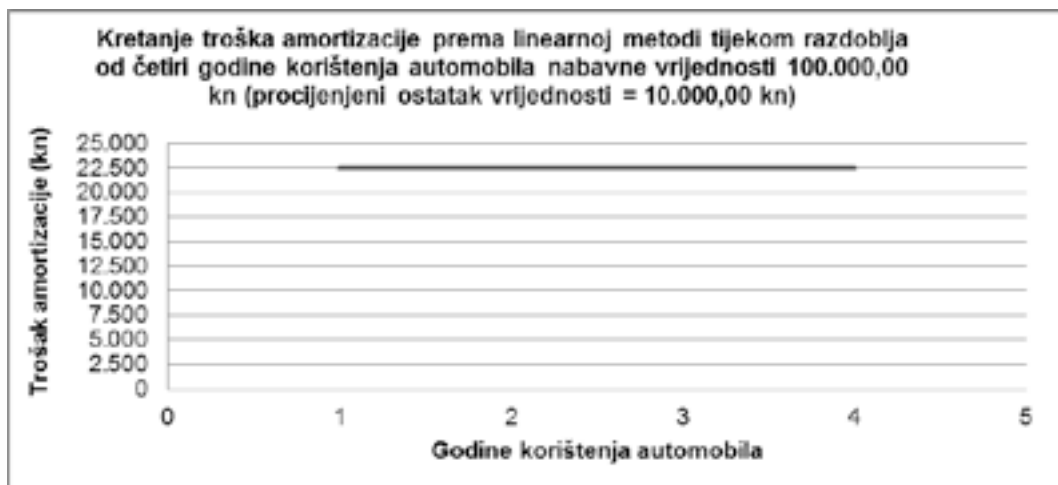 Kretanje troška amortizacije prema linearnoj metodi tijekom razdoblja
od četiri godine korištenja automobila nabavne vrijednosti 100.000,00
kn (procijenjeni ostatak vrijednosti = 10.000,00 kn)
Trošak amortizacije (kn)
25.000
22.500
20.000
17.500
15.000
12.500
10.000
7.500
5.000
2.500
0
0 1 2 3 4 5
Godine korištenja automobila